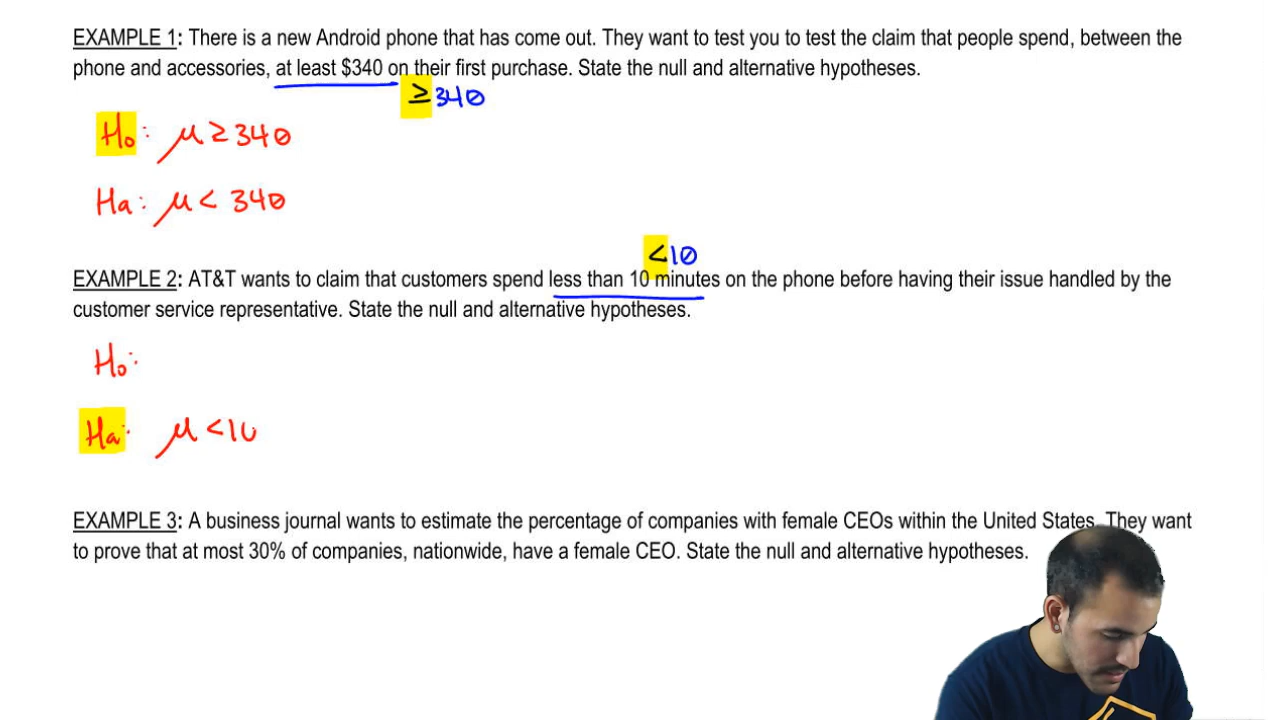 EXAMPLE 1: There is a new Android phone that has come out. They want to test you to test the claim that people spend, between the
phone and accessories, at least $340 on their first purchase. State the null and alternative hypotheses.
≥ 340
H₀: μ ≥ 340
Ha: μ < 340
< 10
EXAMPLE 2: AT&T wants to claim that customers spend less than 10 minutes on the phone before having their issue handled by the
customer service representative. State the null and alternative hypotheses.
H₀:
Ha: μ < 10
EXAMPLE 3: A business journal wants to estimate the percentage of companies with female CEOs within the United States. They want
to prove that at most 30% of companies, nationwide, have a female CEO. State the null and alternative hypotheses.